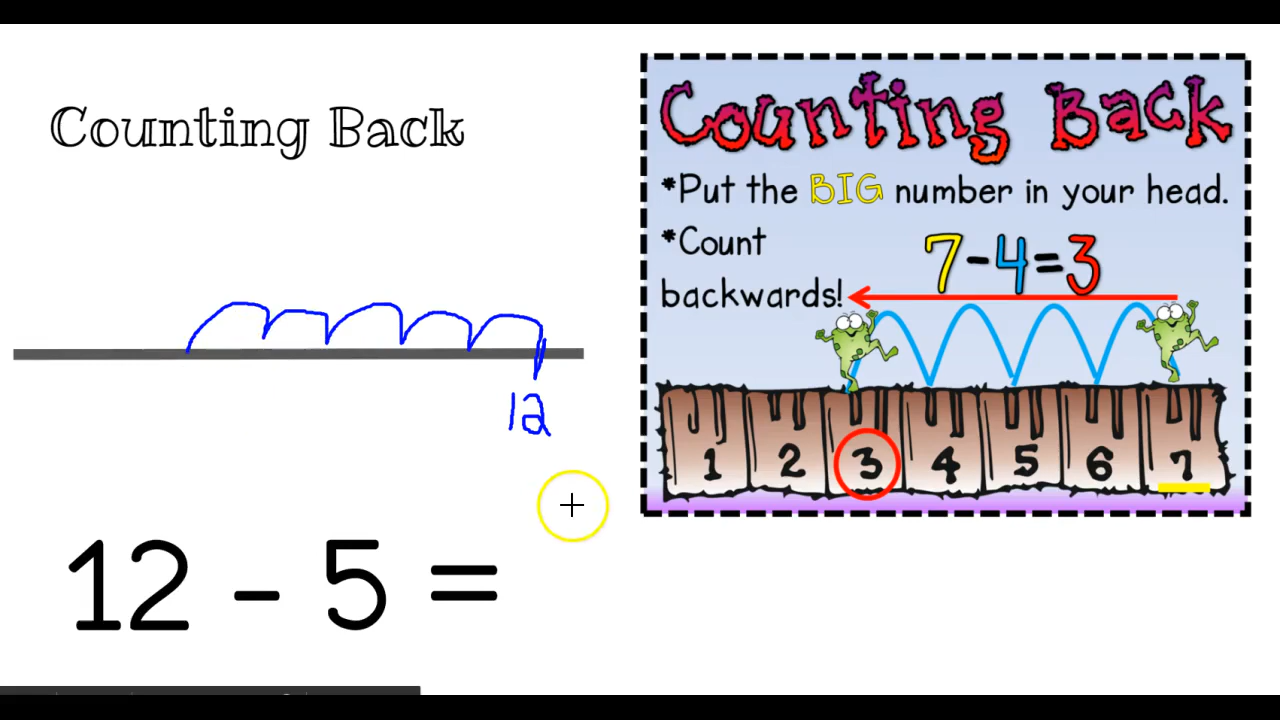 Counting Back
12
12 - 5 =
Counting Back
*Put the BIG number in your head.
*Count
backwards!
7-4=3
1 2 3 4 5 6 7